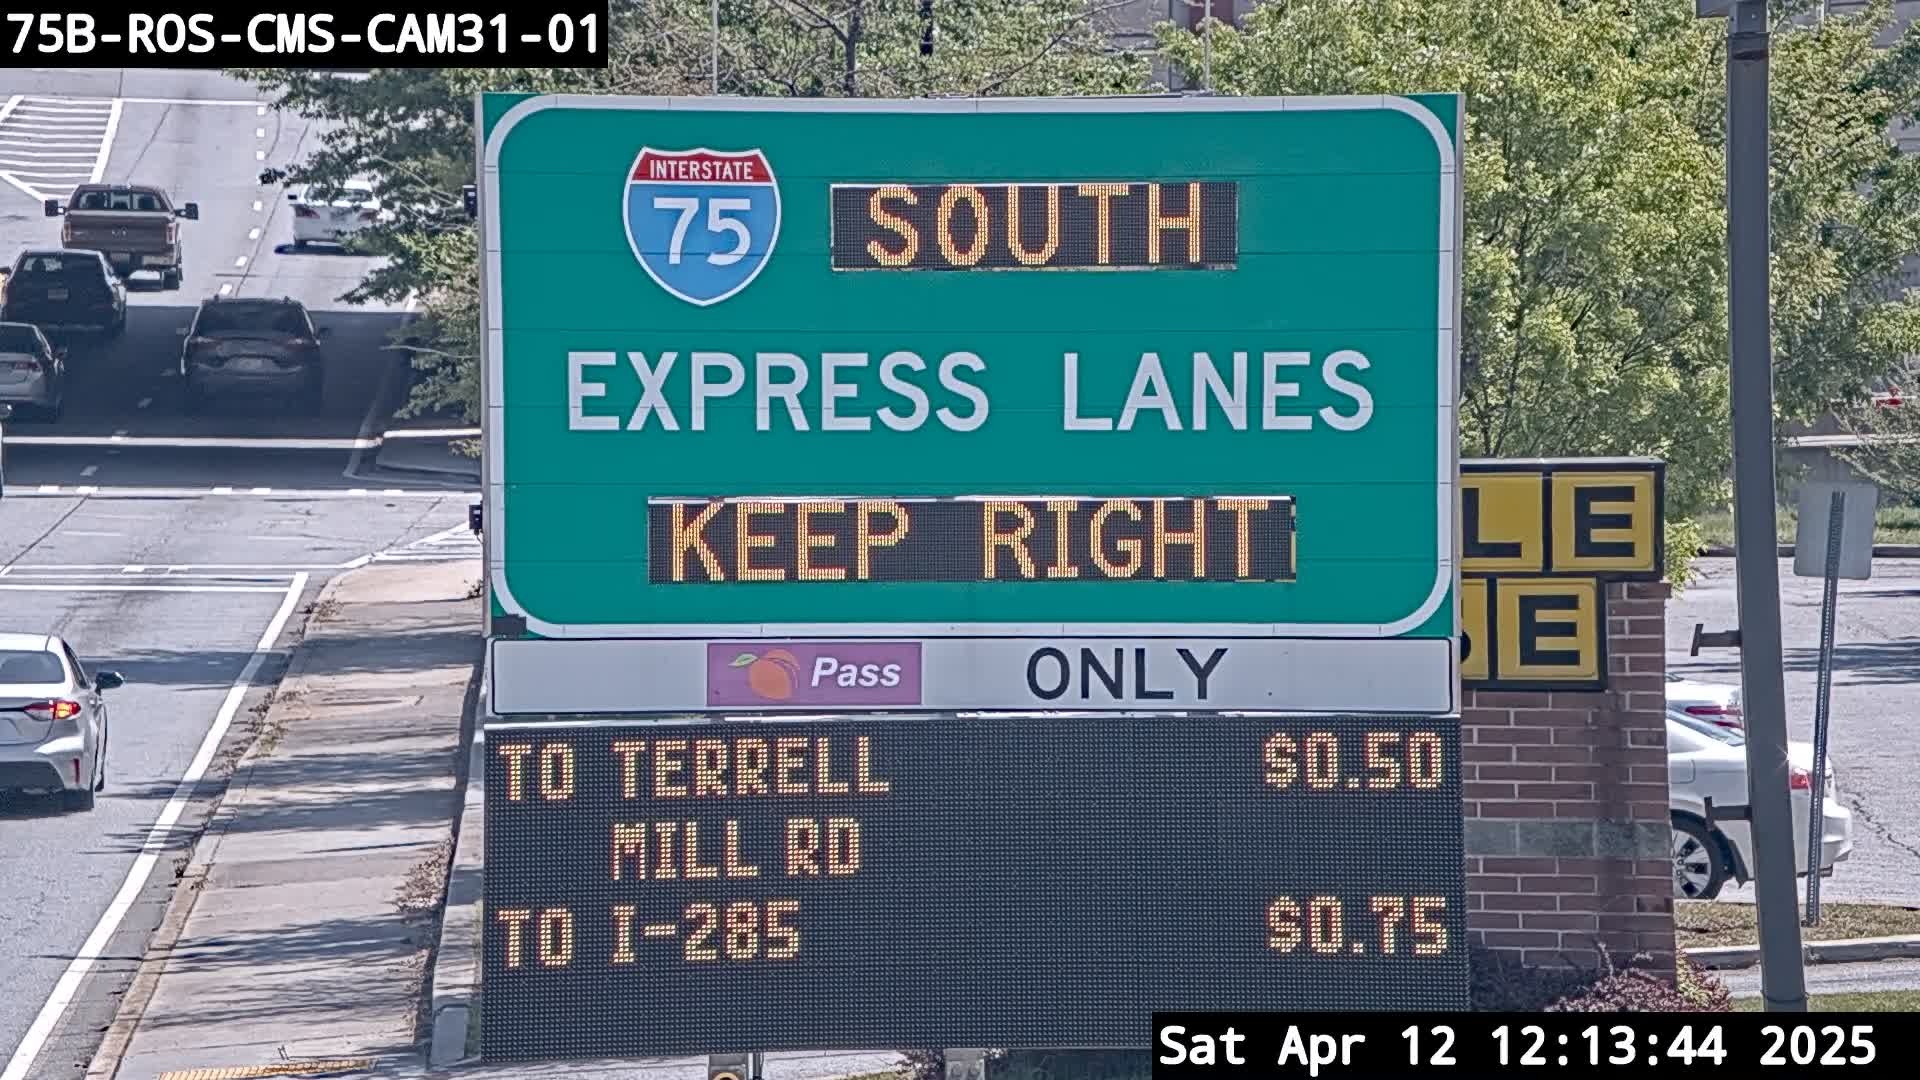 75B-ROS-CMS-CAM31-01
INTERSTATE
75
SOUTH
EXPRESS LANES
KEEP RIGHT
Pass ONLY
TO TERRELL $0.50
MILL RD
TO I-285 $0.75
LE
E
Sat Apr 12 12:13:44 2025